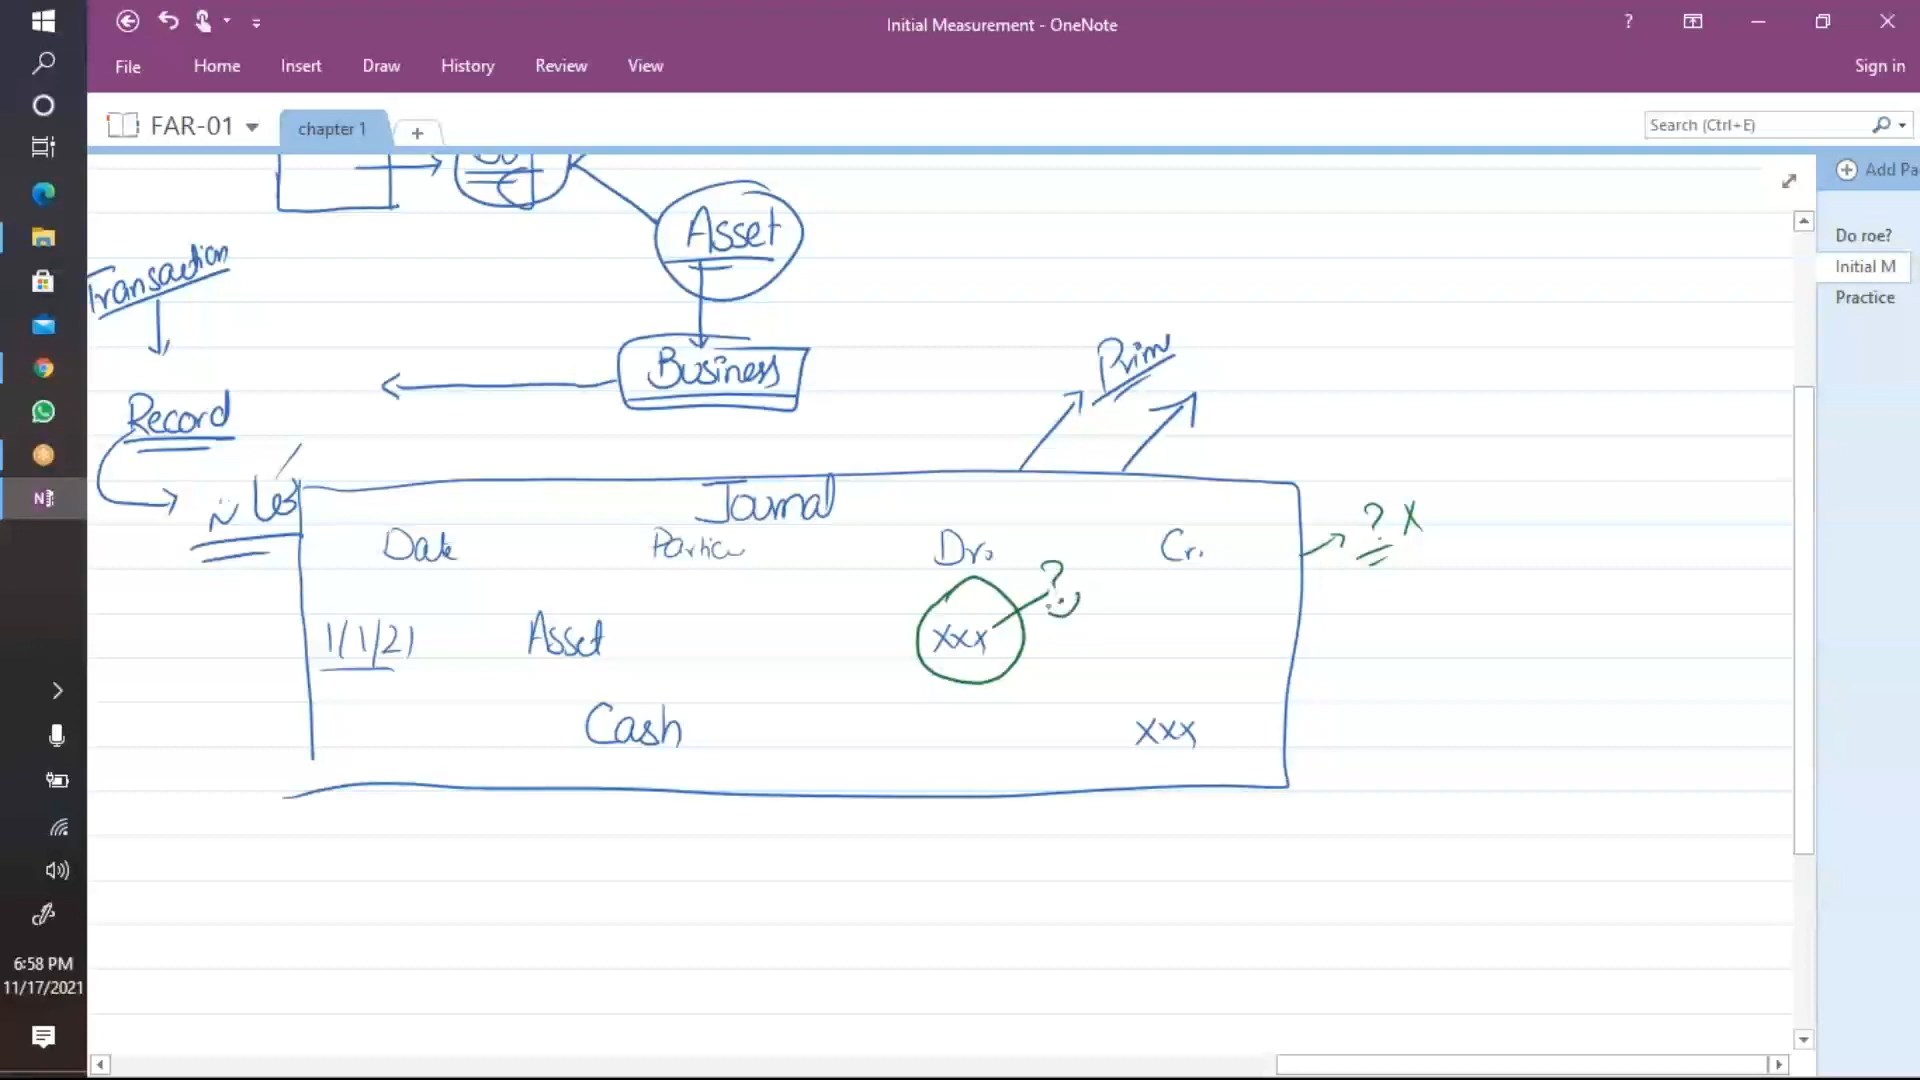 Initial Measurement - OneNote
?
File Home Insert Draw History Review View
Sign in
FAR-01 chapter 1 +
Search (Ctrl+E)
Add Pa
Do roe?
Initial M
Practice
Asset
Transaction
Business
Prime
Record
Journal
? X
Date Partic Dr. Cr.
?
1/1/21 Asset xxx
Cash xxx
6:58 PM
11/17/2021